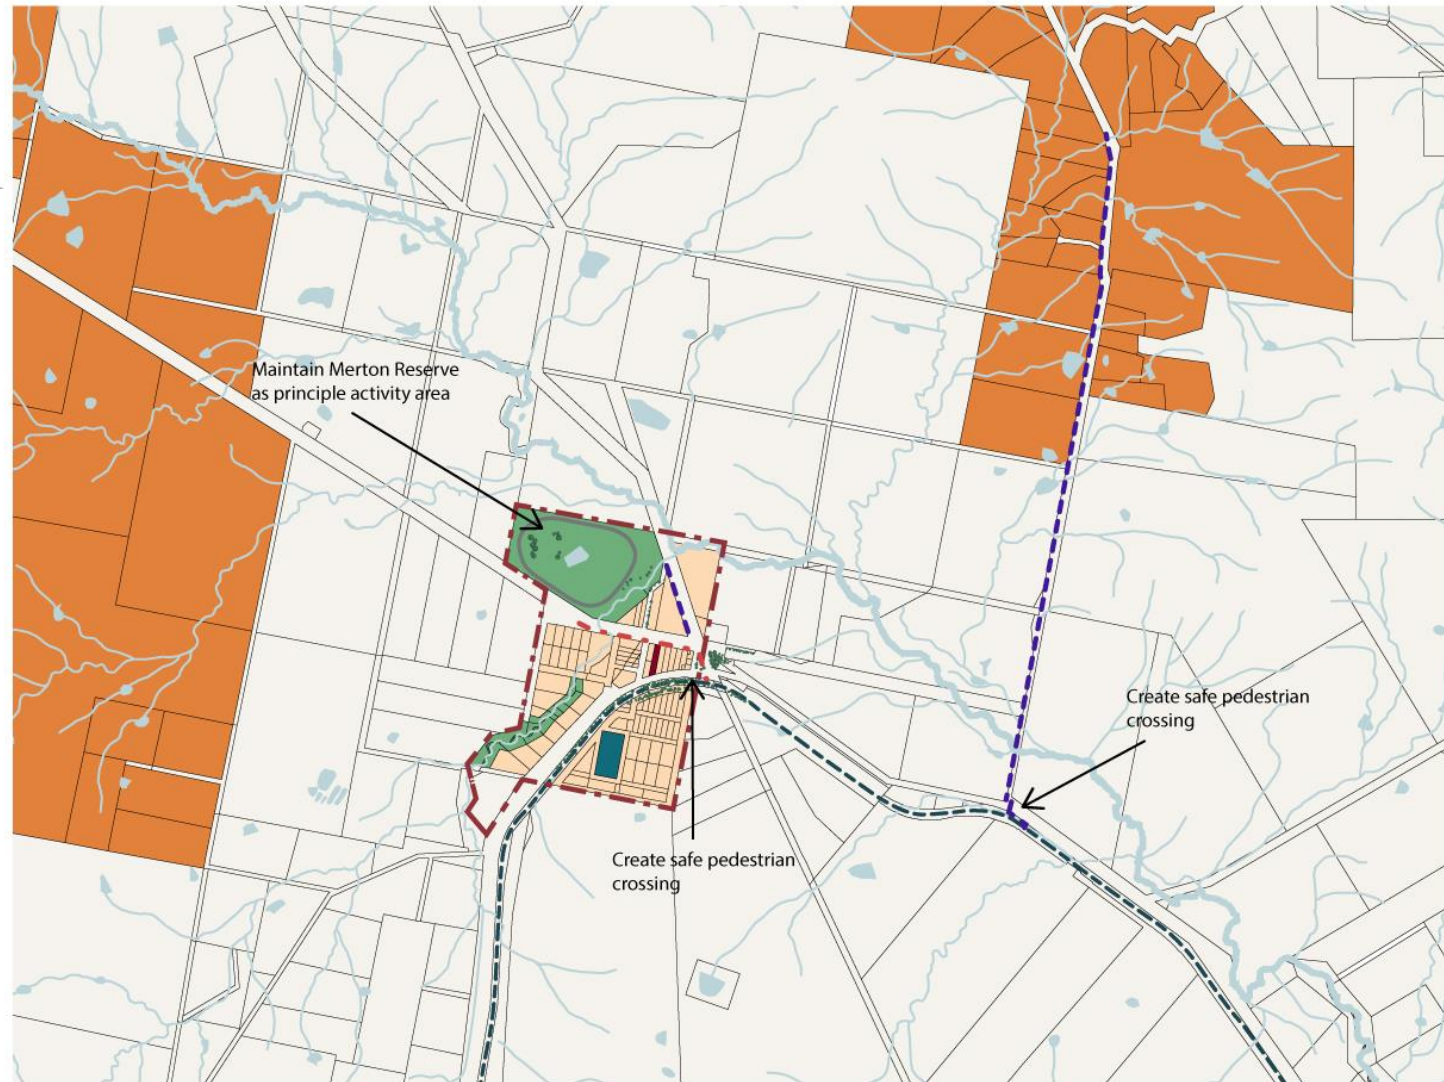 Maintain Merton Reserve
as principle activity area
Create safe pedestrian
crossing
Create safe pedestrian
crossing